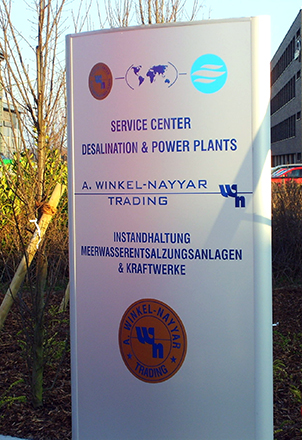 SERVICE CENTER
DESALINATION & POWER PLANTS
A. WINKEL-NAYYAR
TRADING
wn
INSTANDHALTUNG
MEERWASSERENTSALZUNGSANLAGEN
& KRAFTWERKE
A. WINKEL-NAYYAR
wn
TRADING